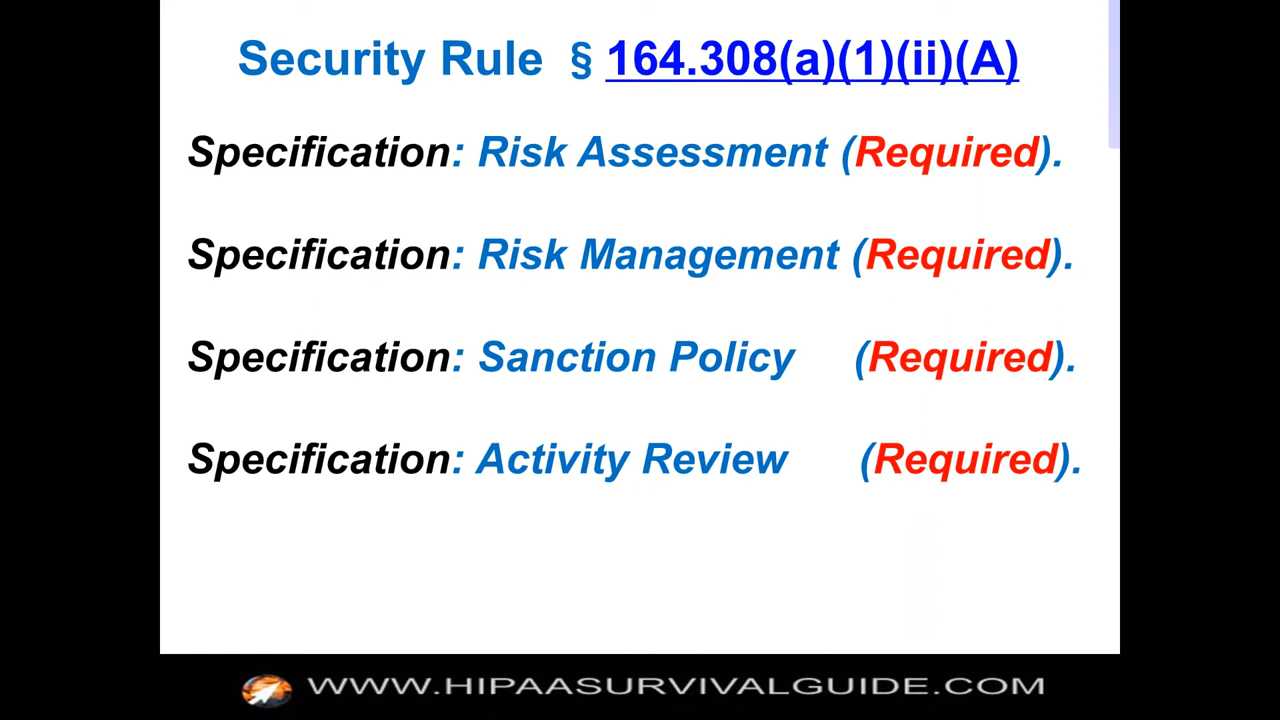 Security Rule § 164.308(a)(1)(ii)(A)
Specification: Risk Assessment (Required).
Specification: Risk Management (Required).
Specification: Sanction Policy (Required).
Specification: Activity Review (Required).
WWW.HIPAASURVIVALGUIDE.COM